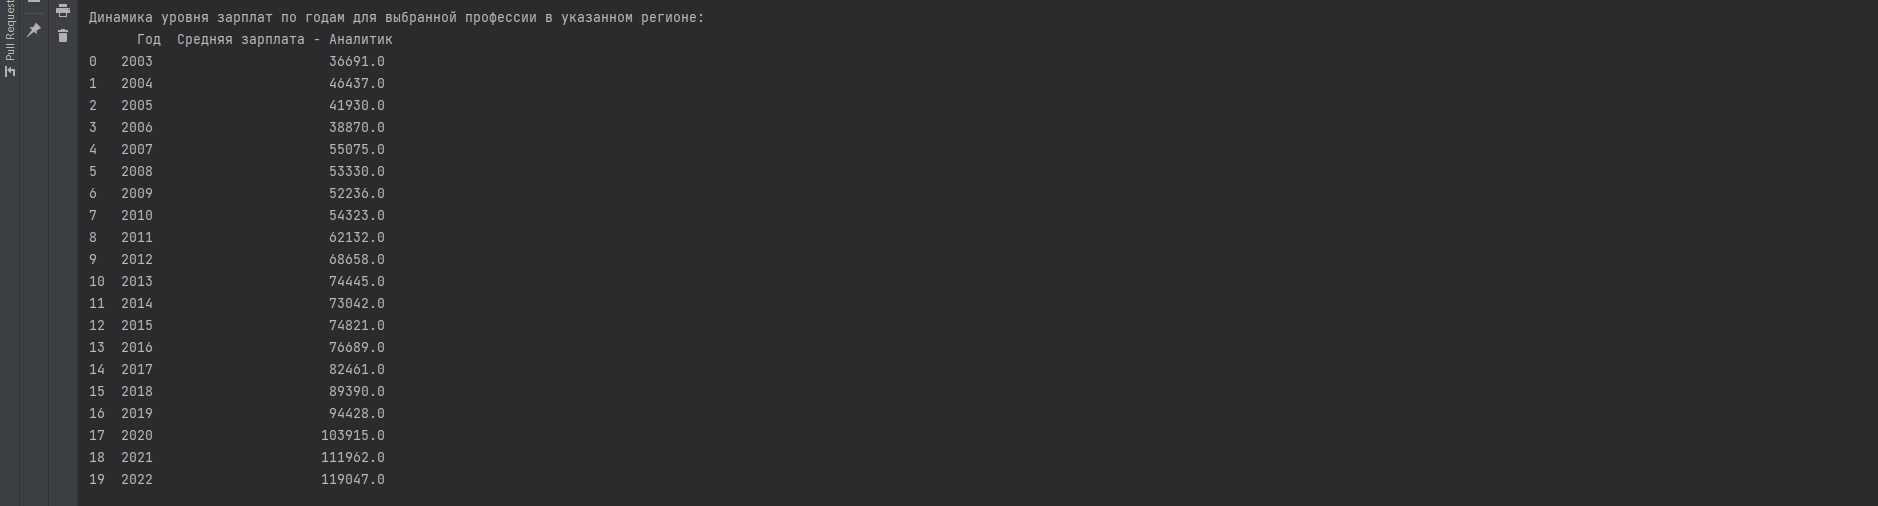 Pull Request
Динамика уровня зарплат по годам для выбранной профессии в указанном регионе:
Год  Средняя зарплата - Аналитик
0   2003   36691.0
1   2004   46437.0
2   2005   41930.0
3   2006   38870.0
4   2007   55075.0
5   2008   53330.0
6   2009   52236.0
7   2010   54323.0
8   2011   62132.0
9   2012   68658.0
10  2013   74445.0
11  2014   73042.0
12  2015   74821.0
13  2016   76689.0
14  2017   82461.0
15  2018   89390.0
16  2019   94428.0
17  2020   103915.0
18  2021   111962.0
19  2022   119047.0